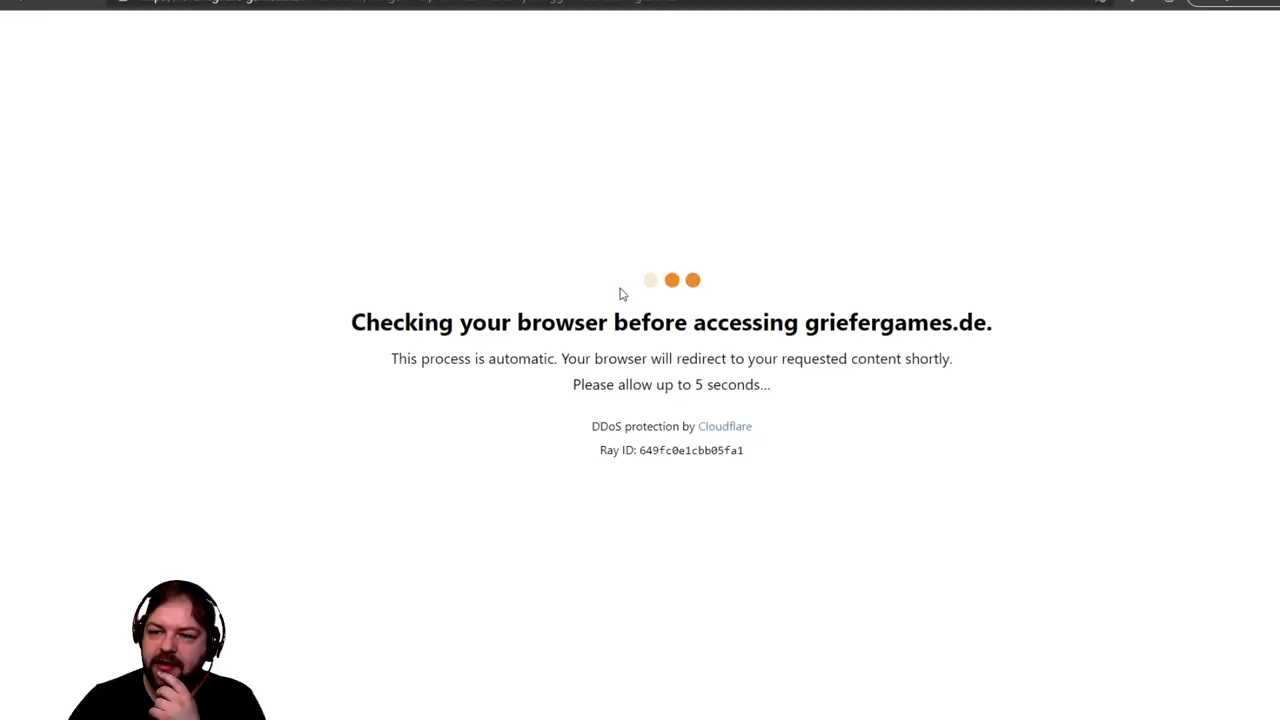 Checking your browser before accessing griefergames.de.
This process is automatic. Your browser will redirect to your requested content shortly.
Please allow up to 5 seconds...
DDoS protection by Cloudflare
Ray ID: 649fc0e1cbb05fa1